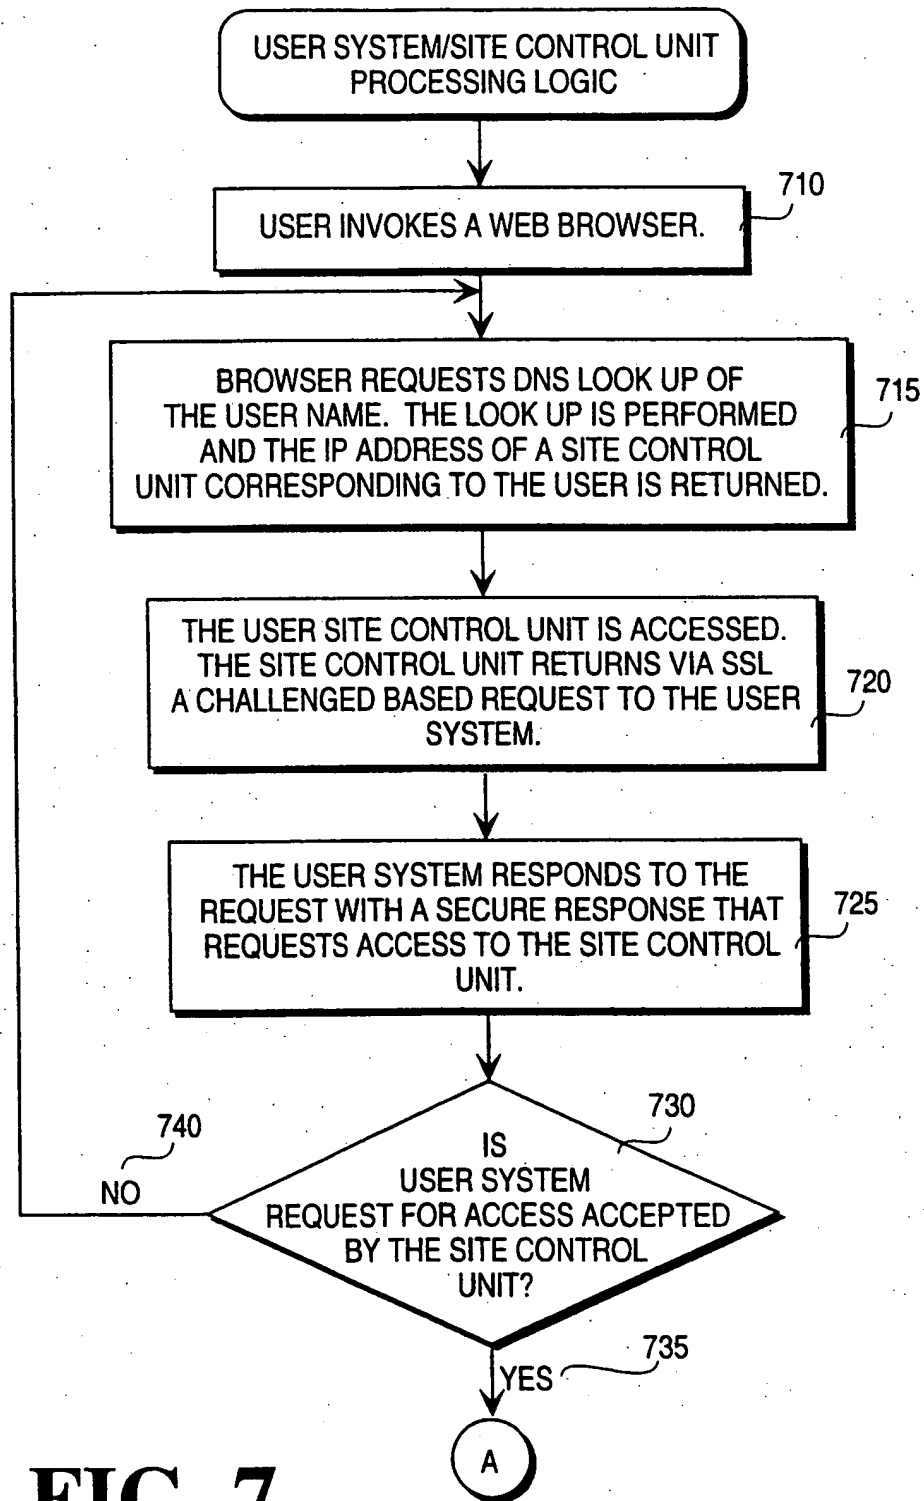 USER SYSTEM/SITE CONTROL UNIT
PROCESSING LOGIC
710
USER INVOKES A WEB BROWSER.
715
BROWSER REQUESTS DNS LOOK UP OF
THE USER NAME. THE LOOK UP IS PERFORMED
AND THE IP ADDRESS OF A SITE CONTROL
UNIT CORRESPONDING TO THE USER IS RETURNED.
720
THE USER SITE CONTROL UNIT IS ACCESSED.
THE SITE CONTROL UNIT RETURNS VIA SSL
A CHALLENGED BASED REQUEST TO THE USER
SYSTEM.
725
THE USER SYSTEM RESPONDS TO THE
REQUEST WITH A SECURE RESPONSE THAT
REQUESTS ACCESS TO THE SITE CONTROL
UNIT.
730
740
NO
IS
USER SYSTEM
REQUEST FOR ACCESS ACCEPTED
BY THE SITE CONTROL
UNIT?
735
YES
A
FIG. 7